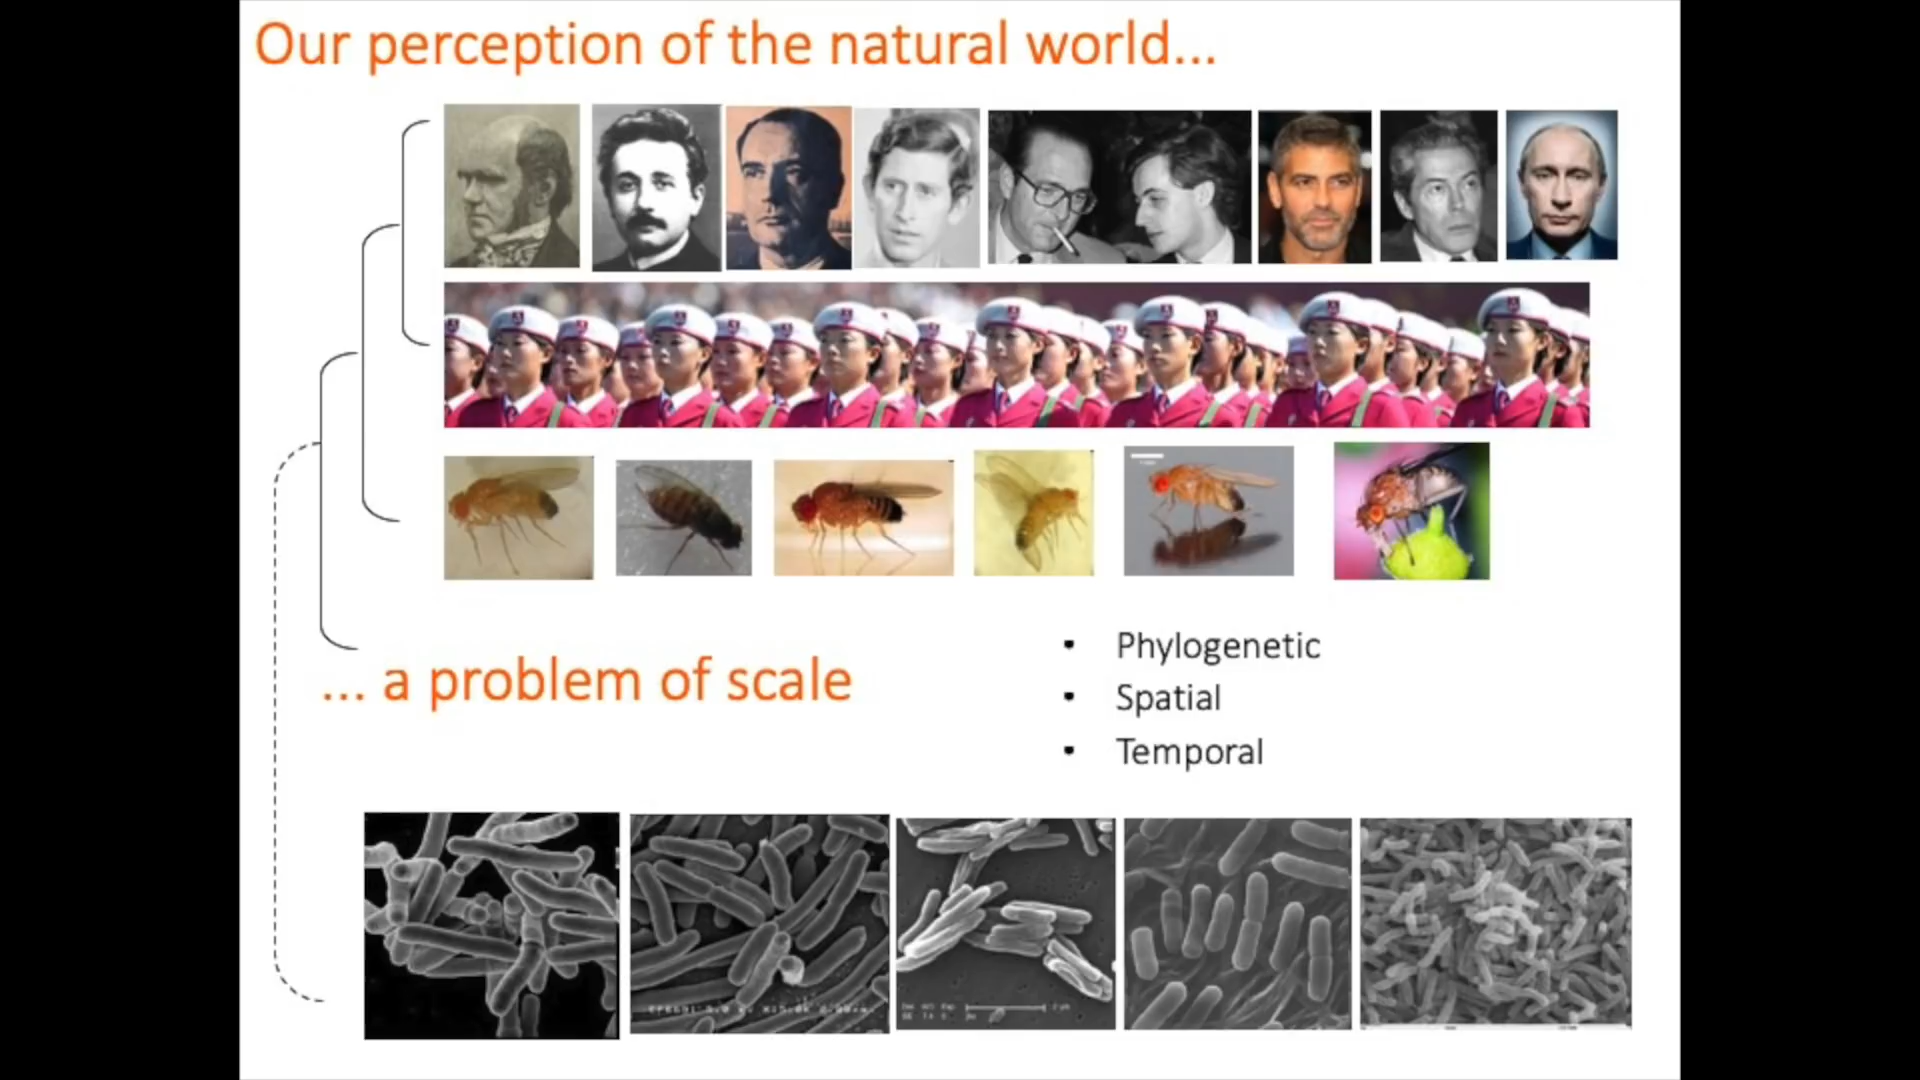 Our perception of the natural world...
... a problem of scale
▪ Phylogenetic
▪ Spatial
▪ Temporal